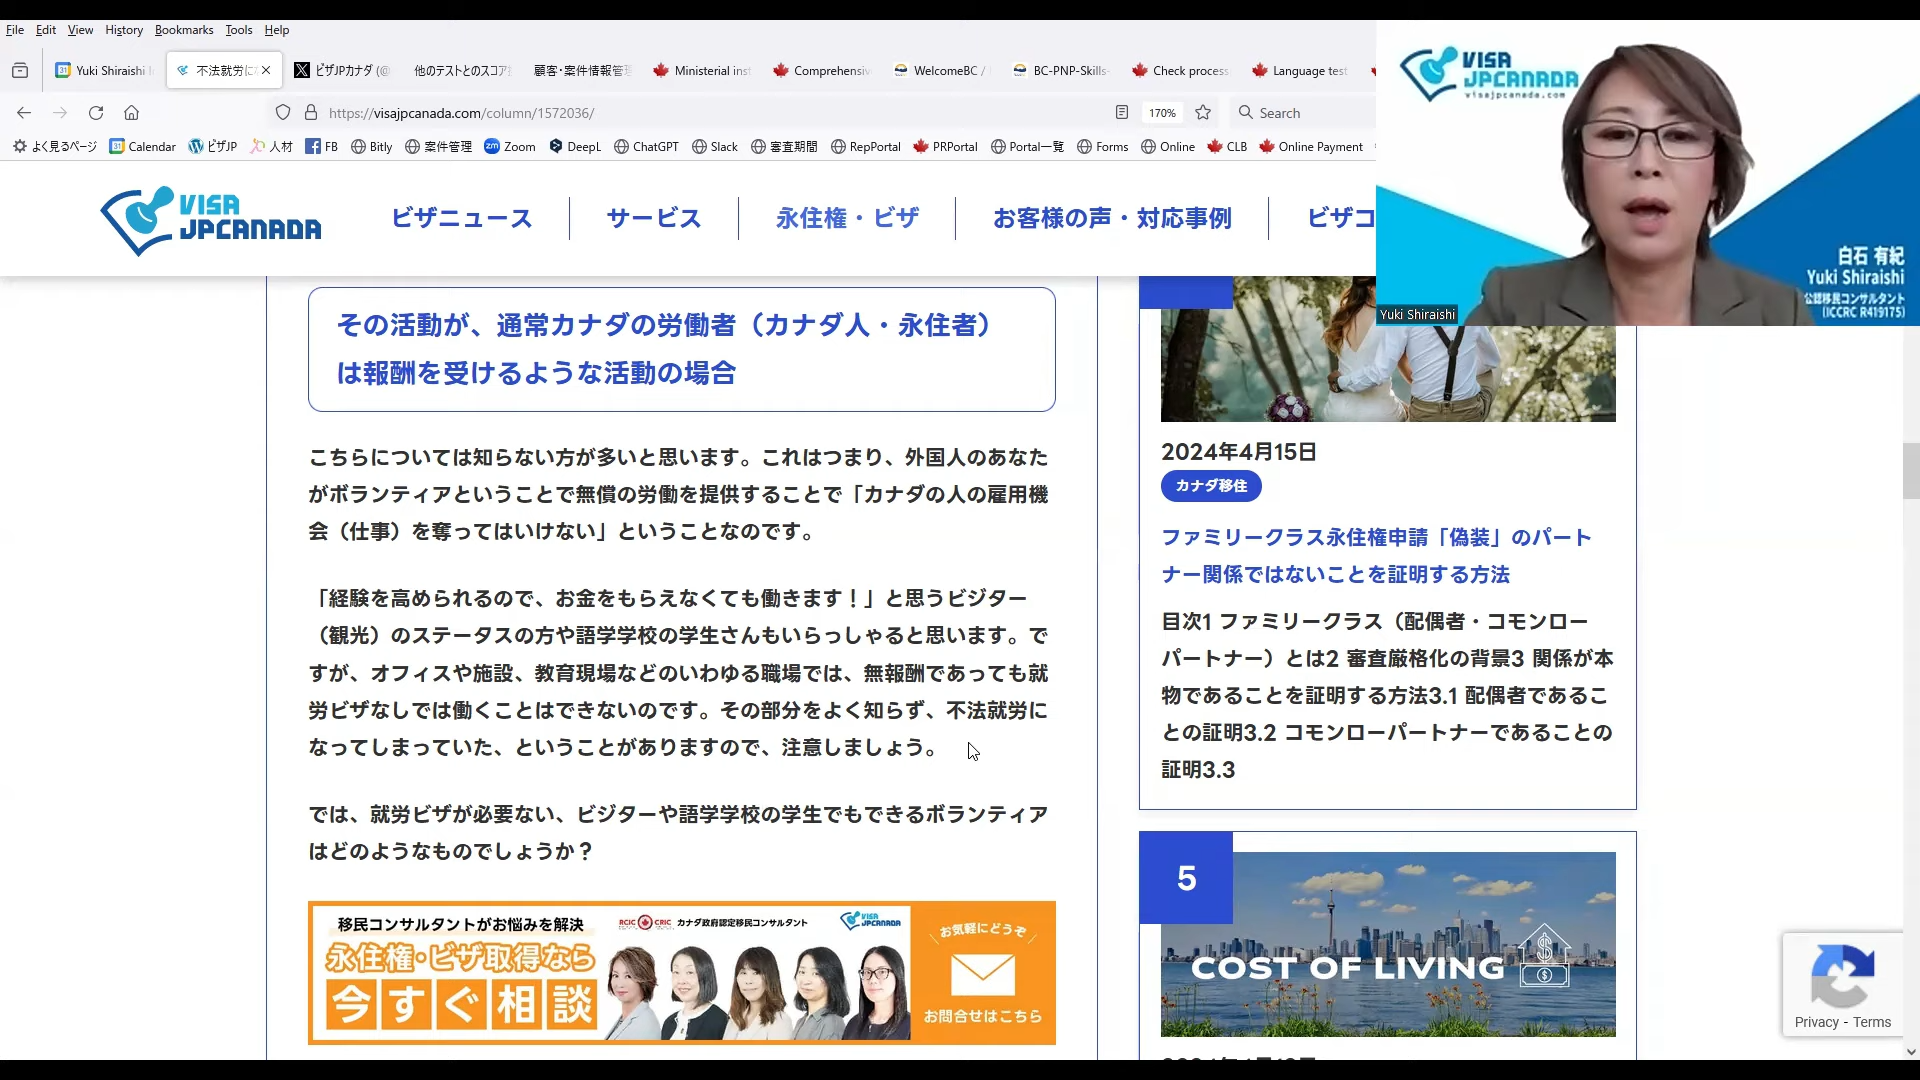 File Edit View History Bookmarks Tools Help
Yuki Shiraishi
不法就労に
ビザJPカナダ (@
他のテストとのスコア
顧客・案件情報管理
Ministerial inst
Comprehensiv
WelcomeBC /
BC-PNP-Skills-
Check process
Language test
https://visajpcanada.com/column/1572036/
170%
Search
よく見るページ Calendar ビザJP 人材 FB Bitly 案件管理 Zoom DeepL ChatGPT Slack 審査期間 RepPortal PRPortal Portal一覧 Forms Online CLB Online Payment
VISA
JPCANADA
ビザニュース
サービス
永住権・ビザ
お客様の声・対応事例
ビザコ
VISA
JPCANADA
visajpcanada.com
白石 有紀
Yuki Shiraishi
公認移民コンサルタント
(ICCRC R419175)
Yuki Shiraishi
その活動が、通常カナダの労働者（カナダ人・永住者）
は報酬を受けるような活動の場合
こちらについては知らない方が多いと思います。これはつまり、外国人のあなた
がボランティアということで無償の労働を提供することで「カナダの人の雇用機
会（仕事）を奪ってはいけない」ということなのです。
「経験を高められるので、お金をもらえなくても働きます！」と思うビジター
（観光）のステータスの方や語学学校の学生さんもいらっしゃると思います。で
すが、オフィスや施設、教育現場などのいわゆる職場では、無報酬であっても就
労ビザなしでは働くことはできないのです。その部分をよく知らず、不法就労に
なってしまっていた、ということがありますので、注意しましょう。
では、就労ビザが必要ない、ビジターや語学学校の学生でもできるボランティア
はどのようなものでしょうか？
移民コンサルタントがお悩みを解決
RCIC CRIC カナダ政府認定移民コンサルタント
VISA
JPCANADA
永住権・ビザ取得なら
今すぐ相談
お気軽にどうぞ
お問合せはこちら
2024年4月15日
カナダ移住
ファミリークラス永住権申請「偽装」のパート
ナー関係ではないことを証明する方法
目次1 ファミリークラス（配偶者・コモンロー
パートナー）とは2 審査厳格化の背景3 関係が本
物であることを証明する方法3.1 配偶者であるこ
との証明3.2 コモンローパートナーであることの
証明3.3
5
COST OF LIVING
Privacy - Terms